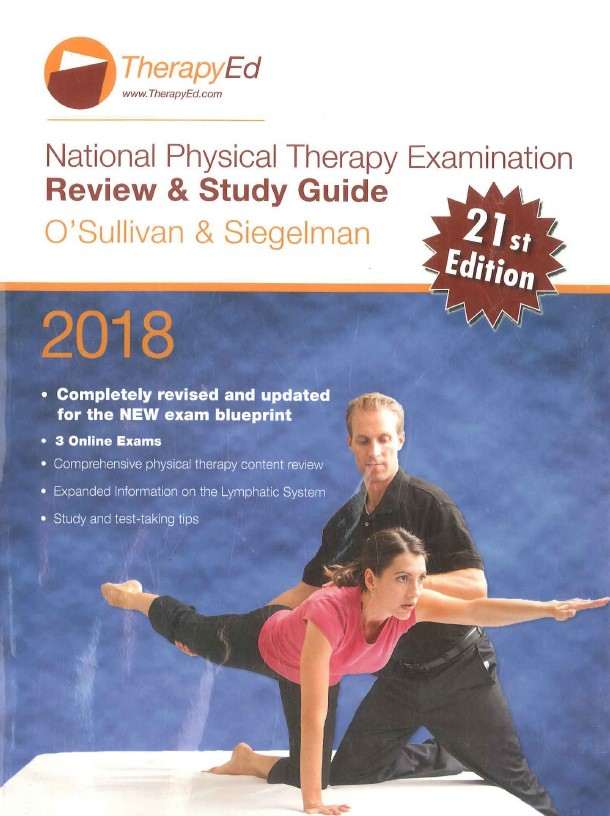 TherapyEd
www.TherapyEd.com
National Physical Therapy Examination
Review & Study Guide
O'Sullivan & Siegelman
21st
Edition
2018
• Completely revised and updated
for the NEW exam blueprint
• 3 Online Exams
• Comprehensive physical therapy content review
• Expanded Information on the Lymphatic System
• Study and test-taking tips